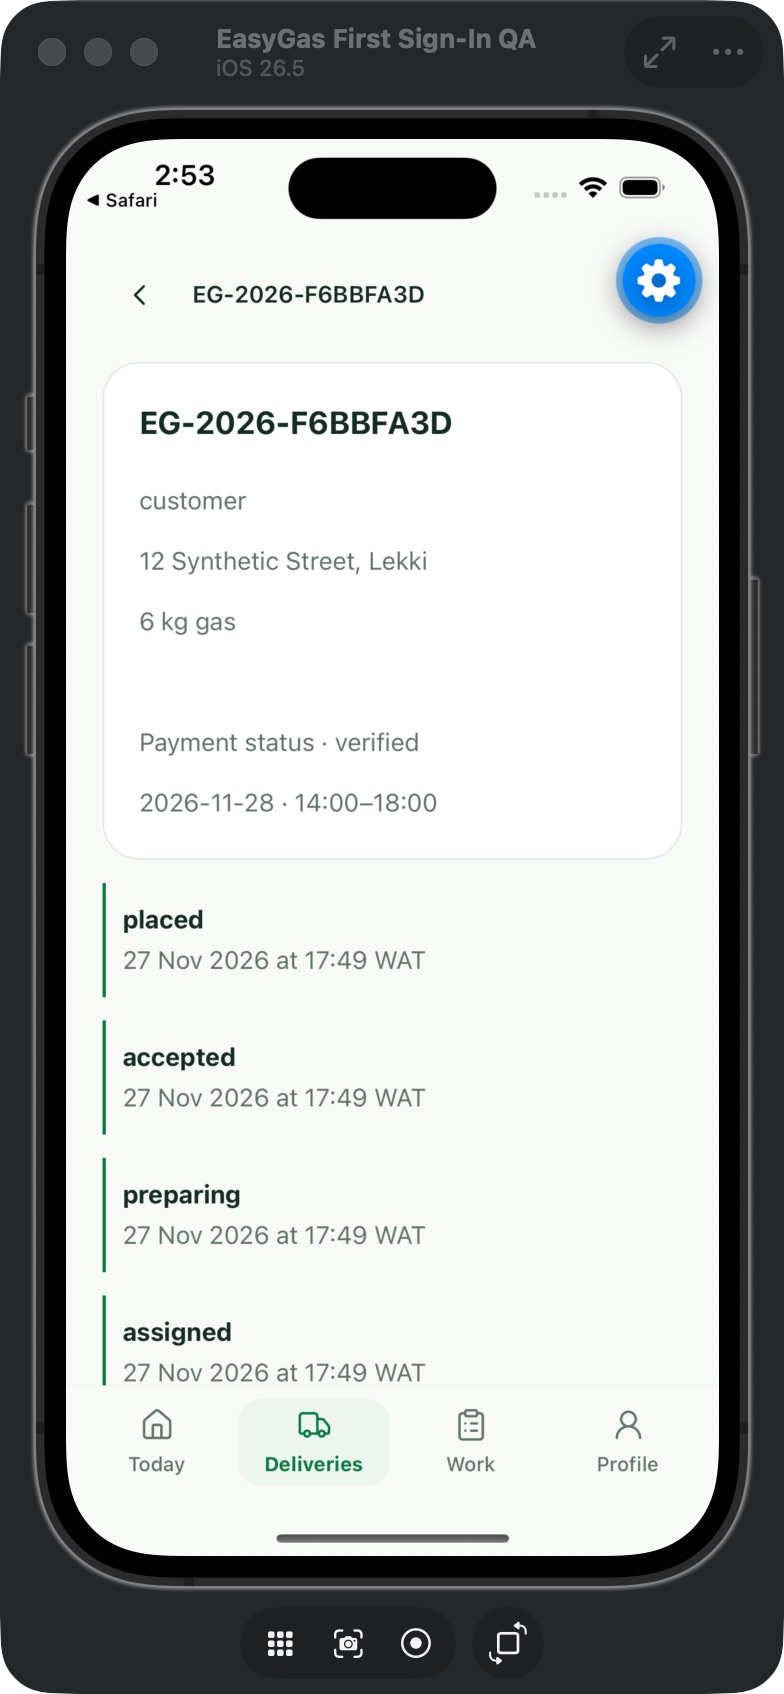 EasyGas First Sign-In QA
iOS 26.5
2:53
◀ Safari
EG-2026-F6BBFA3D
EG-2026-F6BBFA3D
customer
12 Synthetic Street, Lekki
6 kg gas
Payment status · verified
2026-11-28 · 14:00–18:00
placed
27 Nov 2026 at 17:49 WAT
accepted
27 Nov 2026 at 17:49 WAT
preparing
27 Nov 2026 at 17:49 WAT
assigned
27 Nov 2026 at 17:49 WAT
Today
Deliveries
Work
Profile